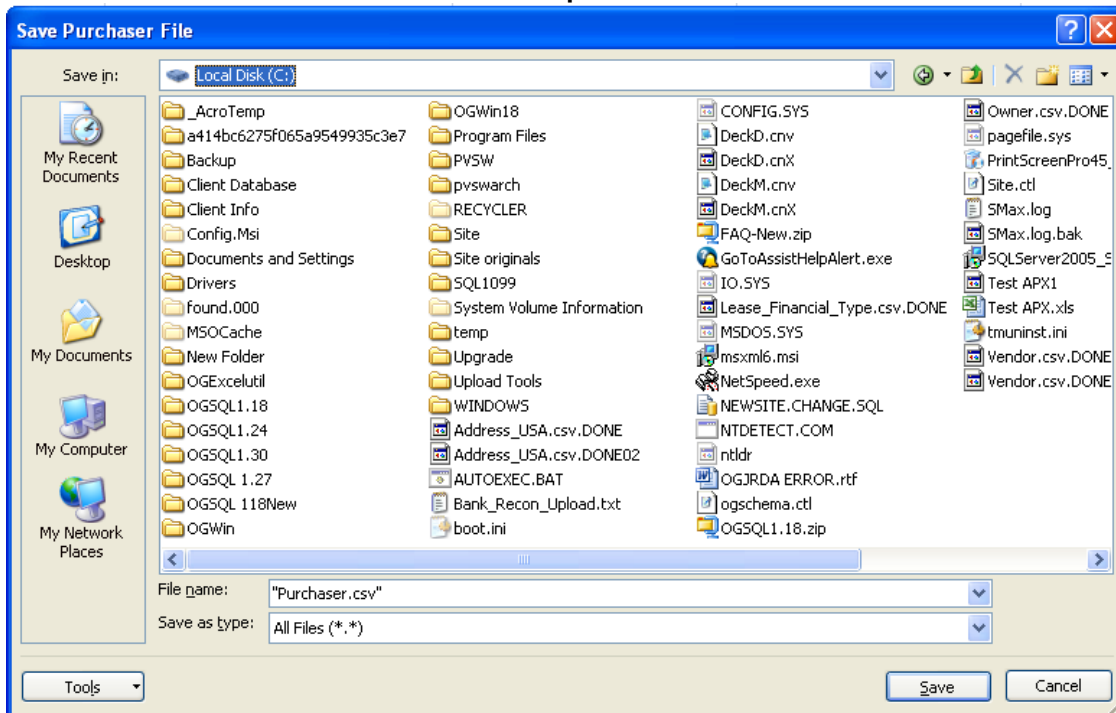 Save Purchaser File
Save in:
Local Disk (C:)
My Recent
Documents
Desktop
My Documents
My Computer
My Network
Places
_AcroTemp
a414bc6275f065a9549935c3e7
Backup
Client Database
Client Info
Config.Msi
Documents and Settings
Drivers
found.000
MSOCache
New Folder
OGExcelutil
OGSQL1.18
OGSQL1.24
OGSQL1.30
OGSQL 1.27
OGSQL 118New
OGWin
OGWin18
Program Files
PVSW
pvswarch
RECYCLER
Site
Site originals
SQL1099
System Volume Information
temp
Upgrade
Upload Tools
WINDOWS
Address_USA.csv.DONE
Address_USA.csv.DONE02
AUTOEXEC.BAT
Bank_Recon_Upload.txt
boot.ini
CONFIG.SYS
DeckD.cnv
DeckD.cnX
DeckM.cnv
DeckM.cnX
FAQ-New.zip
GoToAssistHelpAlert.exe
IO.SYS
Lease_Financial_Type.csv.DONE
MSDOS.SYS
msxml6.msi
NetSpeed.exe
NEWSITE.CHANGE.SQL
NTDETECT.COM
ntldr
OGJRDA ERROR.rtf
ogschema.ctl
OGSQL1.18.zip
Owner.csv.DONE
pagefile.sys
PrintScreenPro45_
Site.ctl
SMax.log
SMax.log.bak
SQLServer2005_S
Test APX1
Test APX.xls
tmuninst.ini
Vendor.csv.DONE
Vendor.csv.DONE
File name:
"Purchaser.csv"
Save as type:
All Files (*.*)
Tools
Save
Cancel